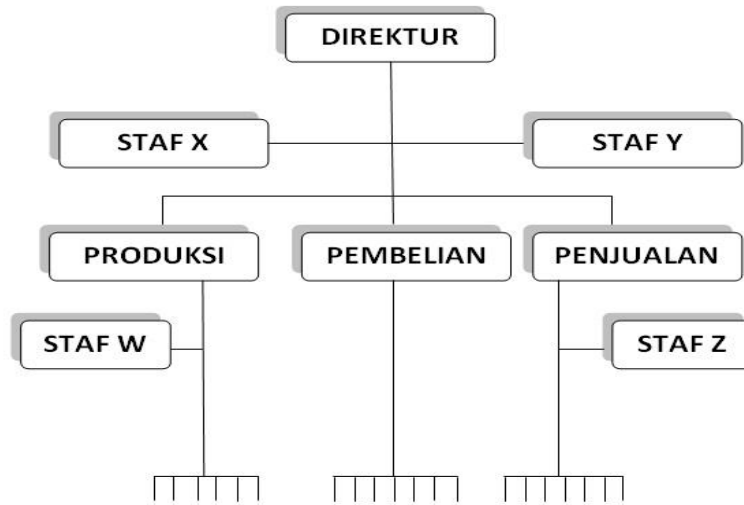 DIREKTUR
STAF X
STAF Y
PRODUKSI
PEMBELIAN
PENJUALAN
STAF W
STAF Z